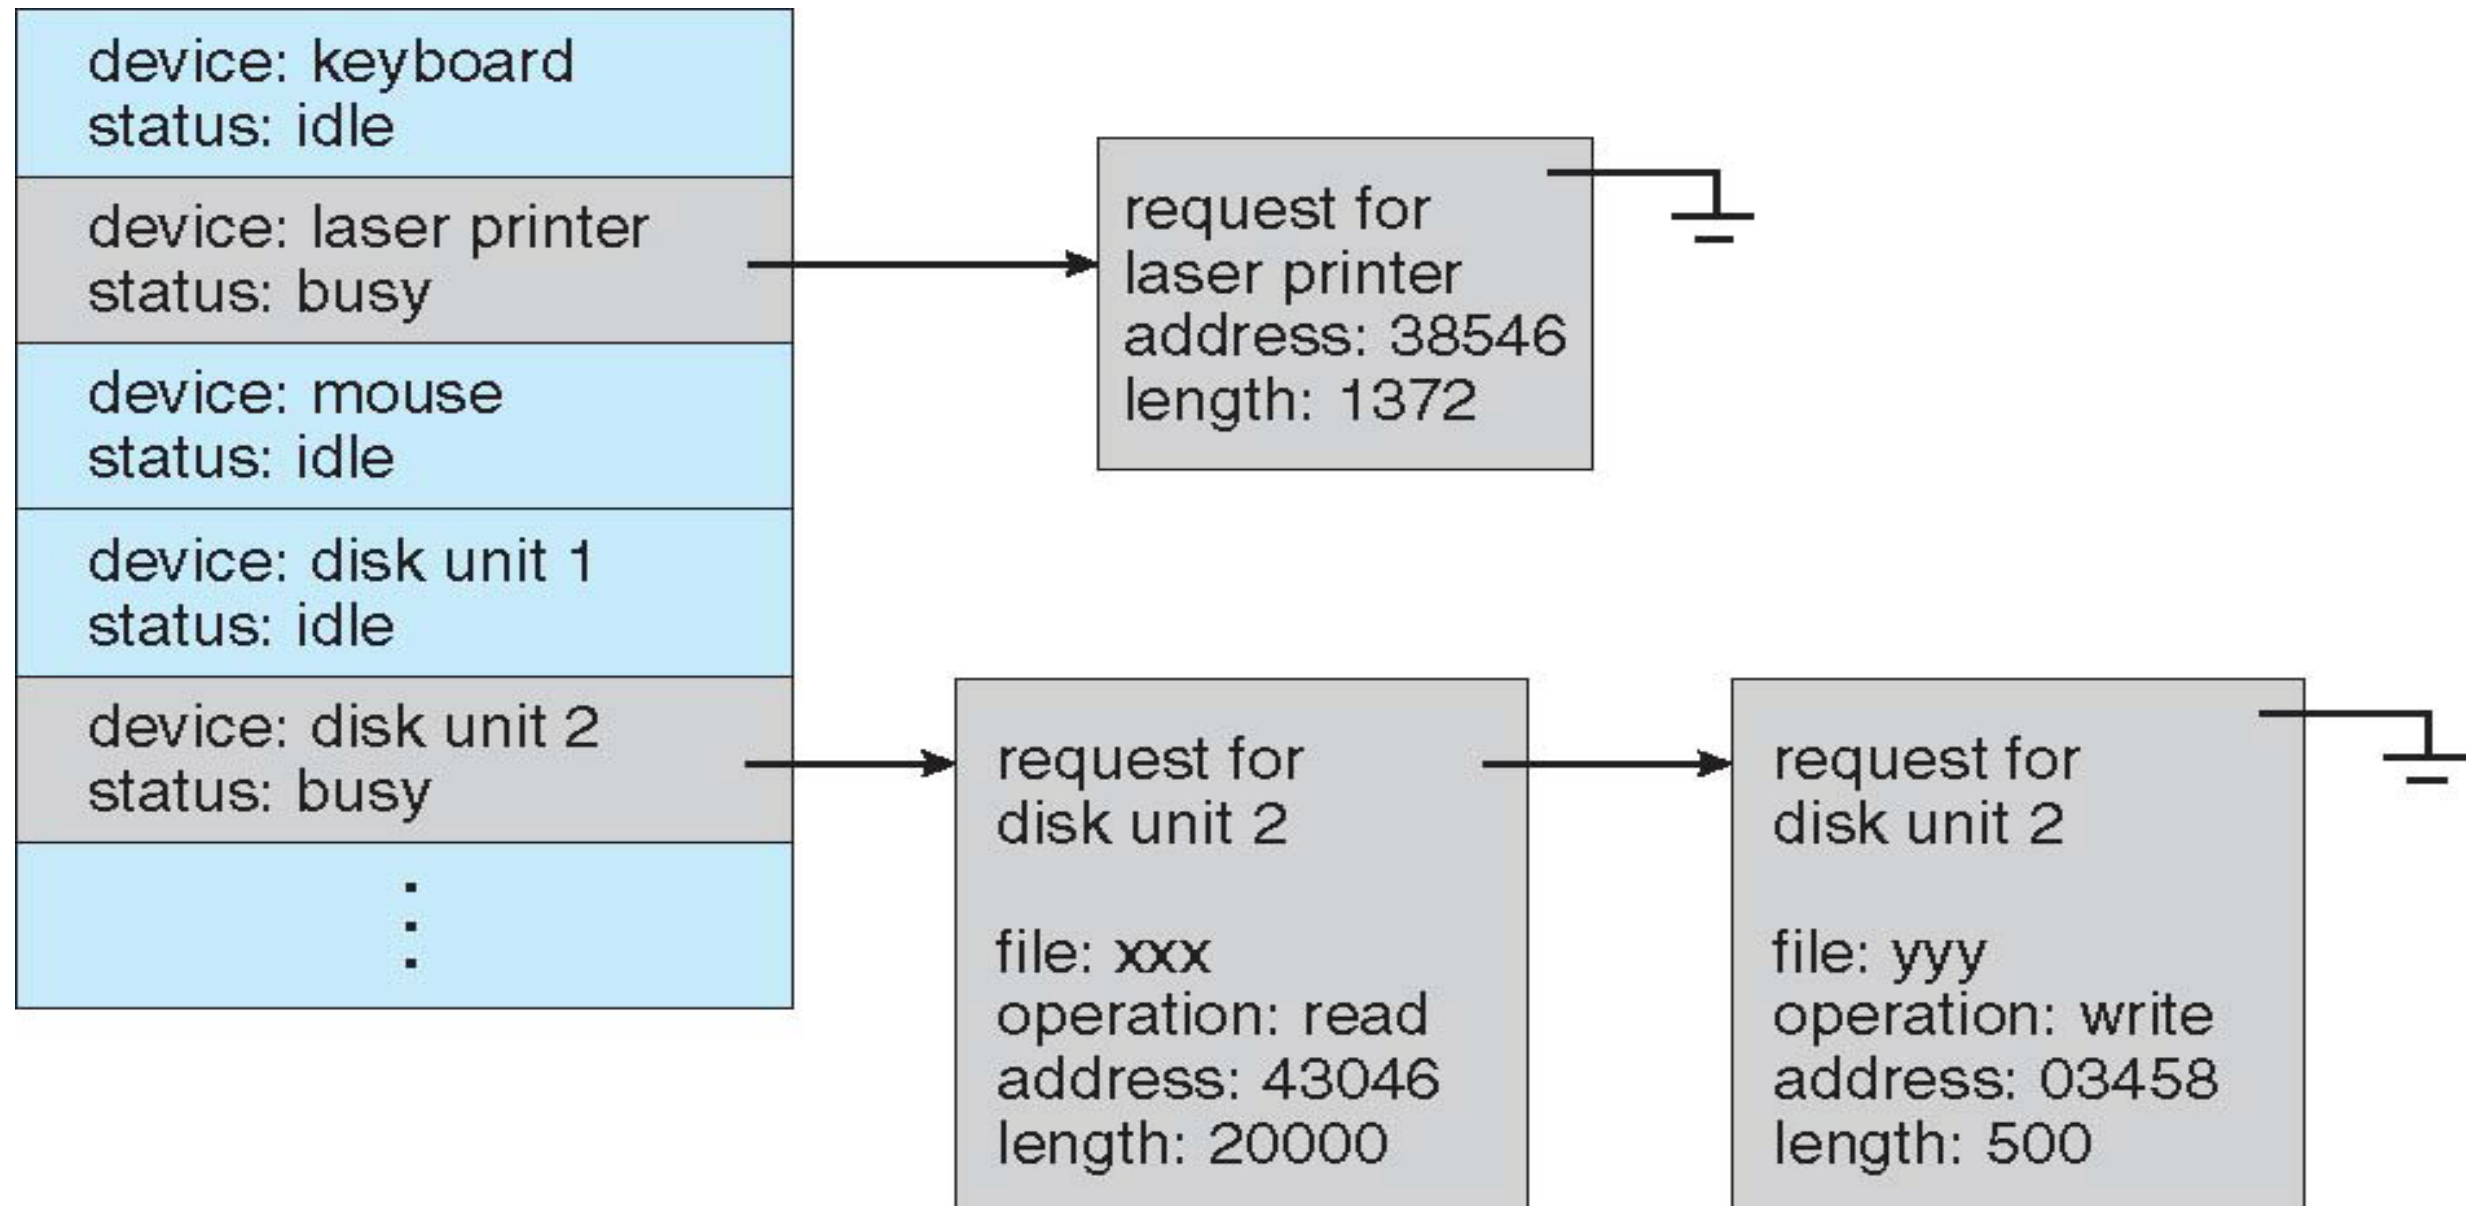 device: keyboard
status: idle
device: laser printer
status: busy
device: mouse
status: idle
device: disk unit 1
status: idle
device: disk unit 2
status: busy
request for
laser printer
address: 38546
length: 1372
request for
disk unit 2
file: xxx
operation: read
address: 43046
length: 20000
request for
disk unit 2
file: yyy
operation: write
address: 03458
length: 500